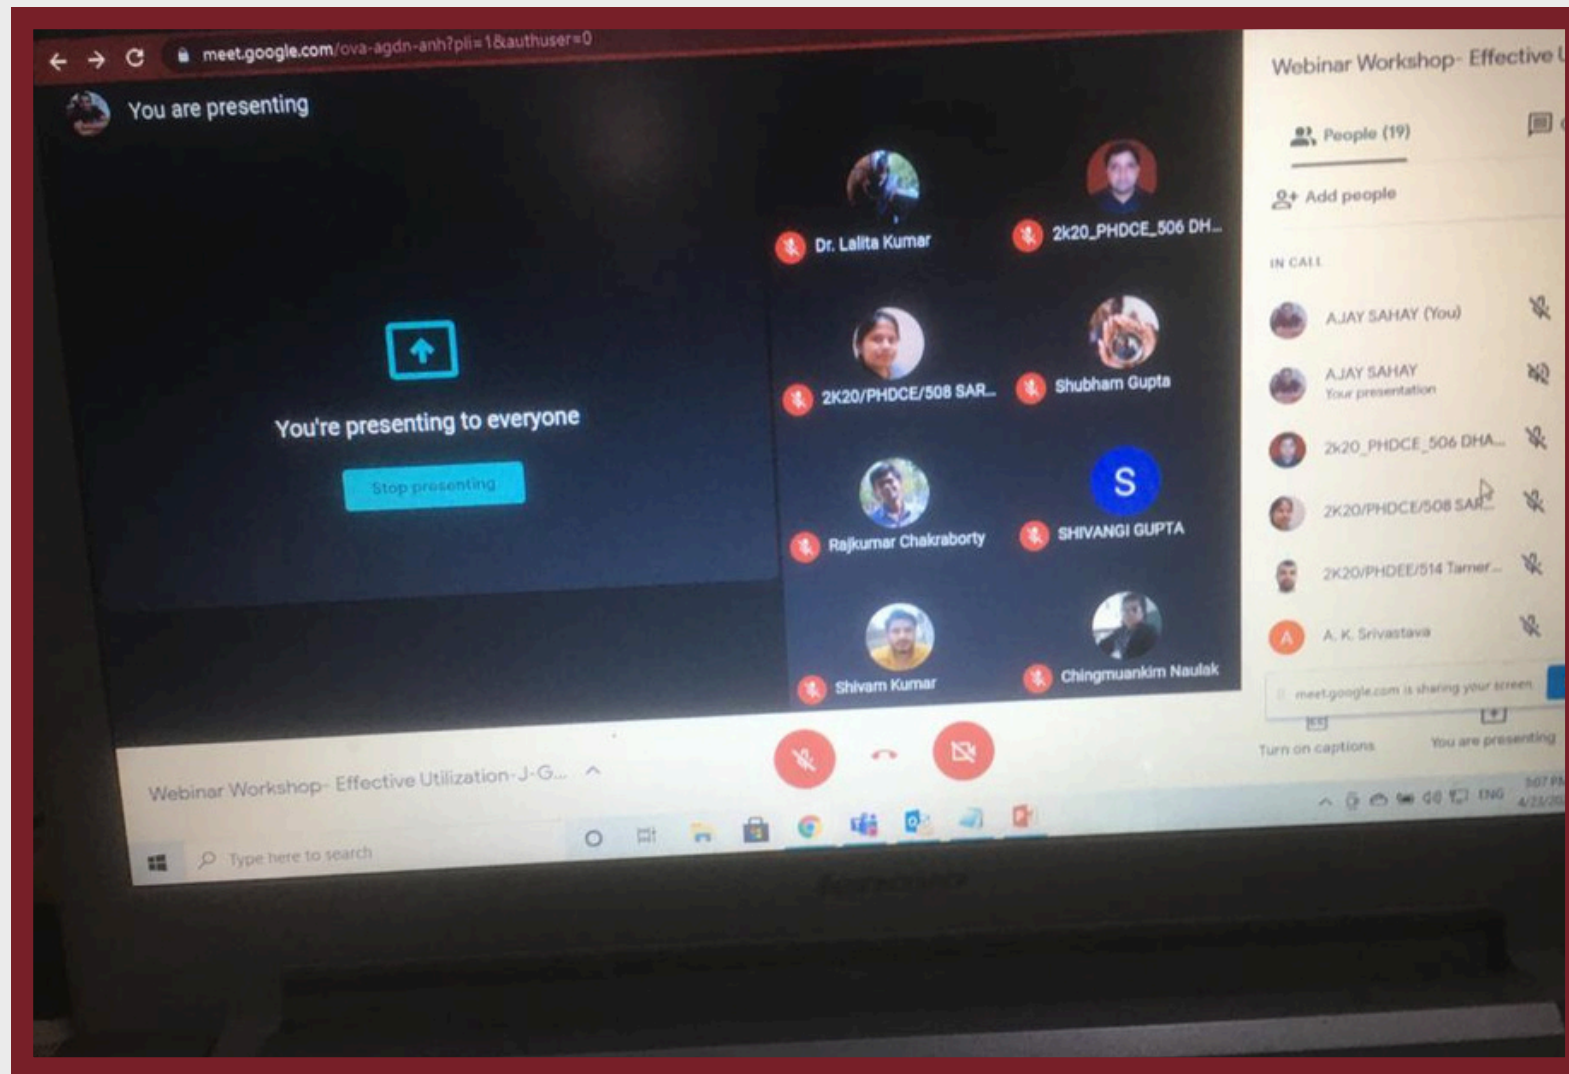 meet.google.com/ova-agdn-anh?pli=1&authuser=0
You are presenting
You're presenting to everyone
Stop presenting
Dr. Lalita Kumar
2k20_PHDCE_506 DH...
2K20/PHDCE/508 SAR...
Shubham Gupta
Rajkumar Chakraborty
S
SHIVANGI GUPTA
Shivam Kumar
Chingmuankim Naulak
Webinar Workshop- Effective
People (19)
Add people
IN CALL
AJAY SAHAY (You)
AJAY SAHAY
Your presentation
2k20_PHDCE_506 DHA...
2K20/PHDCE/508 SAR...
2K20/PHDEE/514 Tamer...
A
A. K. Srivastava
meet.google.com is sharing your screen
Turn on captions
You are presenting
Webinar Workshop- Effective Utilization-J-G...
Type here to search
ENG